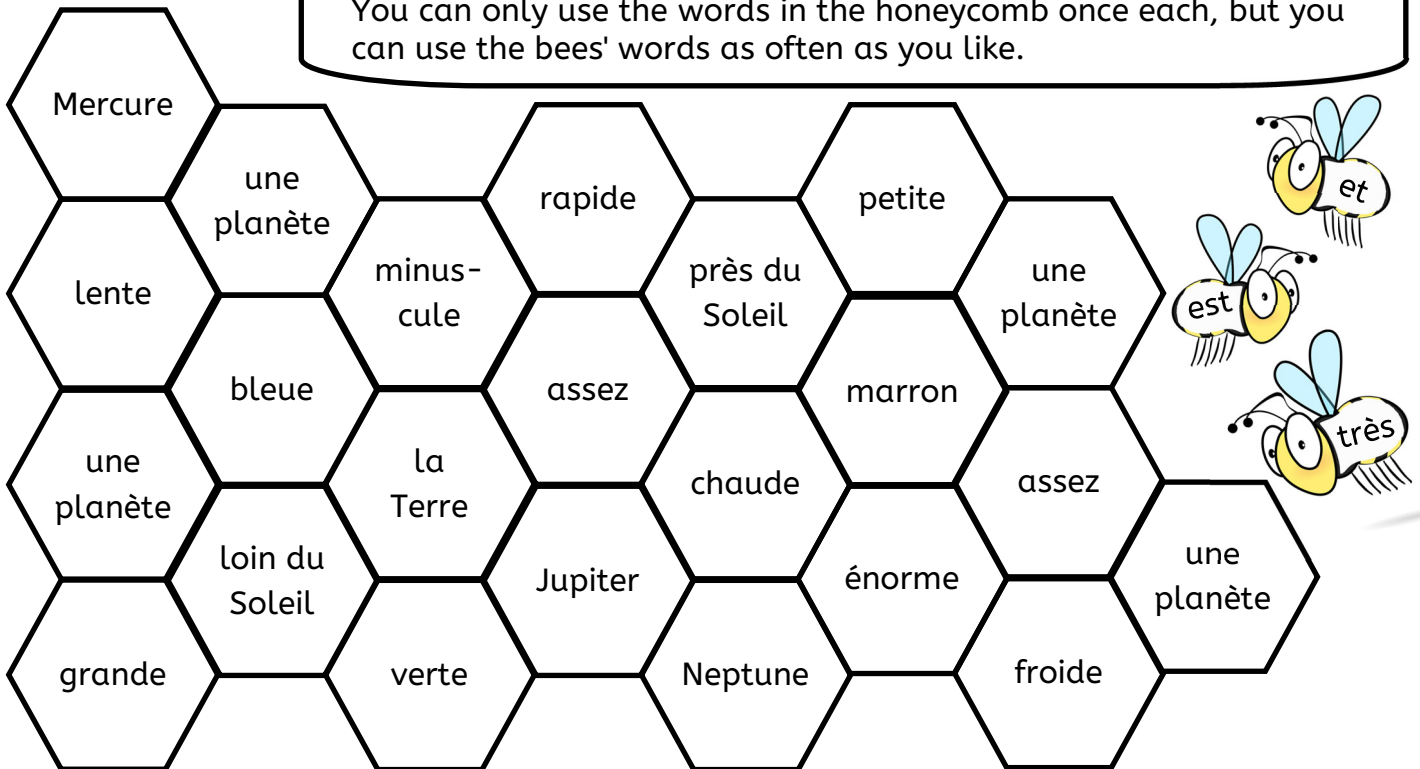 You can only use the words in the honeycomb once each, but you
can use the bees' words as often as you like.
Mercure
une
planète
rapide
petite
et
lente
minus-
cule
près du
Soleil
une
planète
est
bleue
assez
marron
très
une
planète
la
Terre
chaude
assez
loin du
Soleil
Jupiter
énorme
une
planète
grande
verte
Neptune
froide